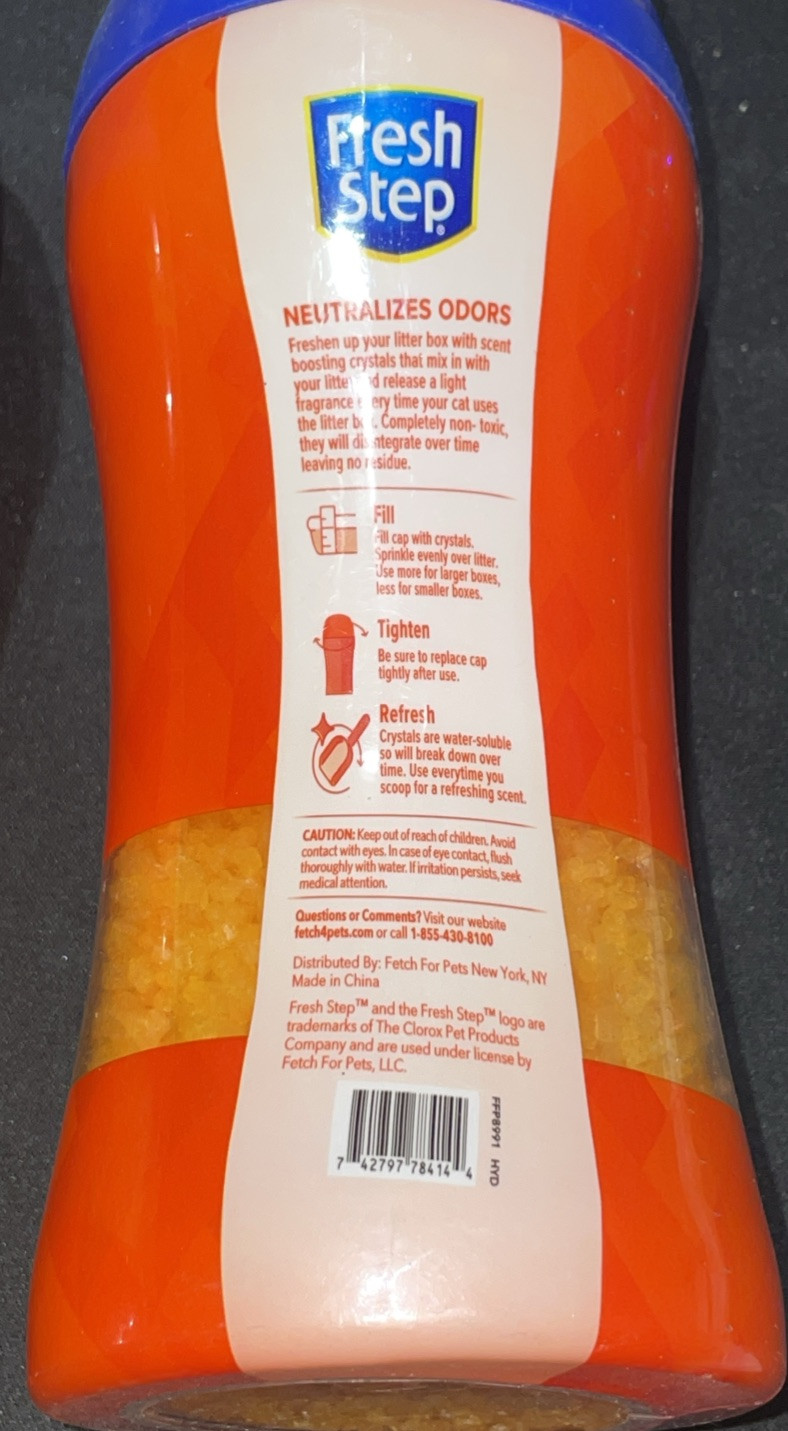 Fresh
Step®
NEUTRALIZES ODORS
Freshen up your litter box with scent
boosting crystals that mix in with
your litter and release a light
fragrance every time your cat uses
the litter box. Completely non- toxic,
they will disintegrate over time
leaving no residue.
Fill
Fill cap with crystals.
Sprinkle evenly over litter.
Use more for larger boxes,
less for smaller boxes.
Tighten
Be sure to replace cap
tightly after use.
Refresh
Crystals are water-soluble
so will break down over
time. Use everytime you
scoop for a refreshing scent.
CAUTION: Keep out of reach of children. Avoid
contact with eyes. In case of eye contact, flush
thoroughly with water. If irritation persists, seek
medical attention.
Questions or Comments? Visit our website
fetch4pets.com or call 1-855-430-8100
Distributed By: Fetch For Pets New York, NY
Made in China
Fresh Step™ and the Fresh Step™ logo are
trademarks of The Clorox Pet Products
Company and are used under license by
Fetch For Pets, LLC.
7 42797 78414 4
FFP8991 HYD